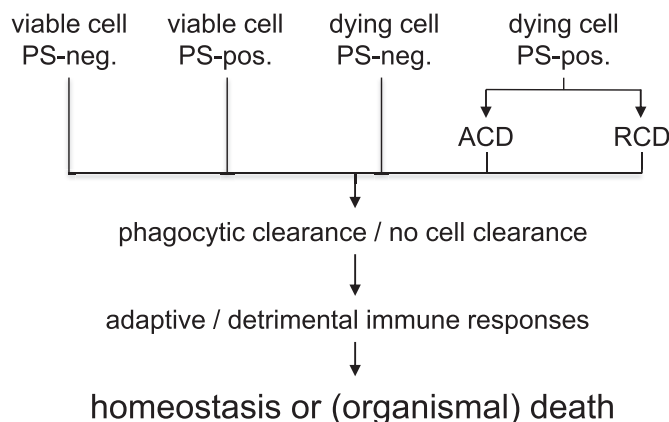 viable cell viable cell dying cell dying cell
PS-neg. PS-pos. PS-neg. PS-pos.
ACD RCD
phagocytic clearance / no cell clearance
adaptive / detrimental immune responses
homeostasis or (organismal) death